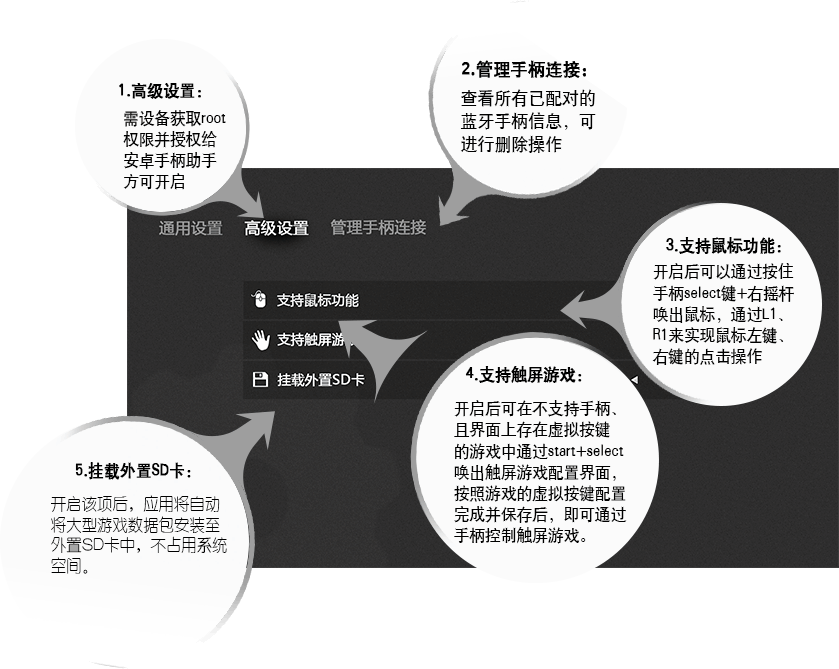 1.高级设置：
需设备获取root
权限并授权给
安卓手柄助手
方可开启
2.管理手柄连接：
查看所有已配对的
蓝牙手柄信息，可
进行删除操作
通用设置 高级设置 管理手柄连接
3.支持鼠标功能：
开启后可以通过按住
手柄select键+右摇杆
唤出鼠标，通过L1、
R1来实现鼠标左键、
右键的点击操作
支持鼠标功能
支持触屏游
挂载外置SD卡
4.支持触屏游戏：
开启后可在不支持手柄、
且界面上存在虚拟按键
的游戏中通过start+select
唤出触屏游戏配置界面，
按照游戏的虚拟按键配置
完成并保存后，即可通过
手柄控制触屏游戏。
5.挂载外置SD卡：
开启该项后，应用将自动
将大型游戏数据包安装至
外置SD卡中，不占用系统
空间。